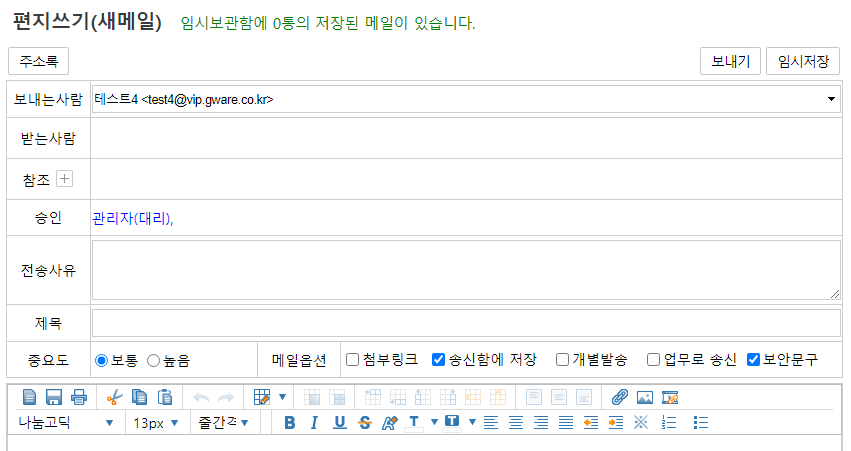 편지쓰기(새메일) 임시보관함에 0통의 저장된 메일이 있습니다.
주소록 보내기 임시저장
보내는사람 테스트4 <test4@vip.gware.co.kr>
받는사람
참조
승인 관리자(대리),
전송사유
제목
중요도 보통 높음 메일옵션 첨부링크 송신함에 저장 개별발송 업무로 송신 보안문구
나눔고딕 13px 줄간격 B I U S A T T